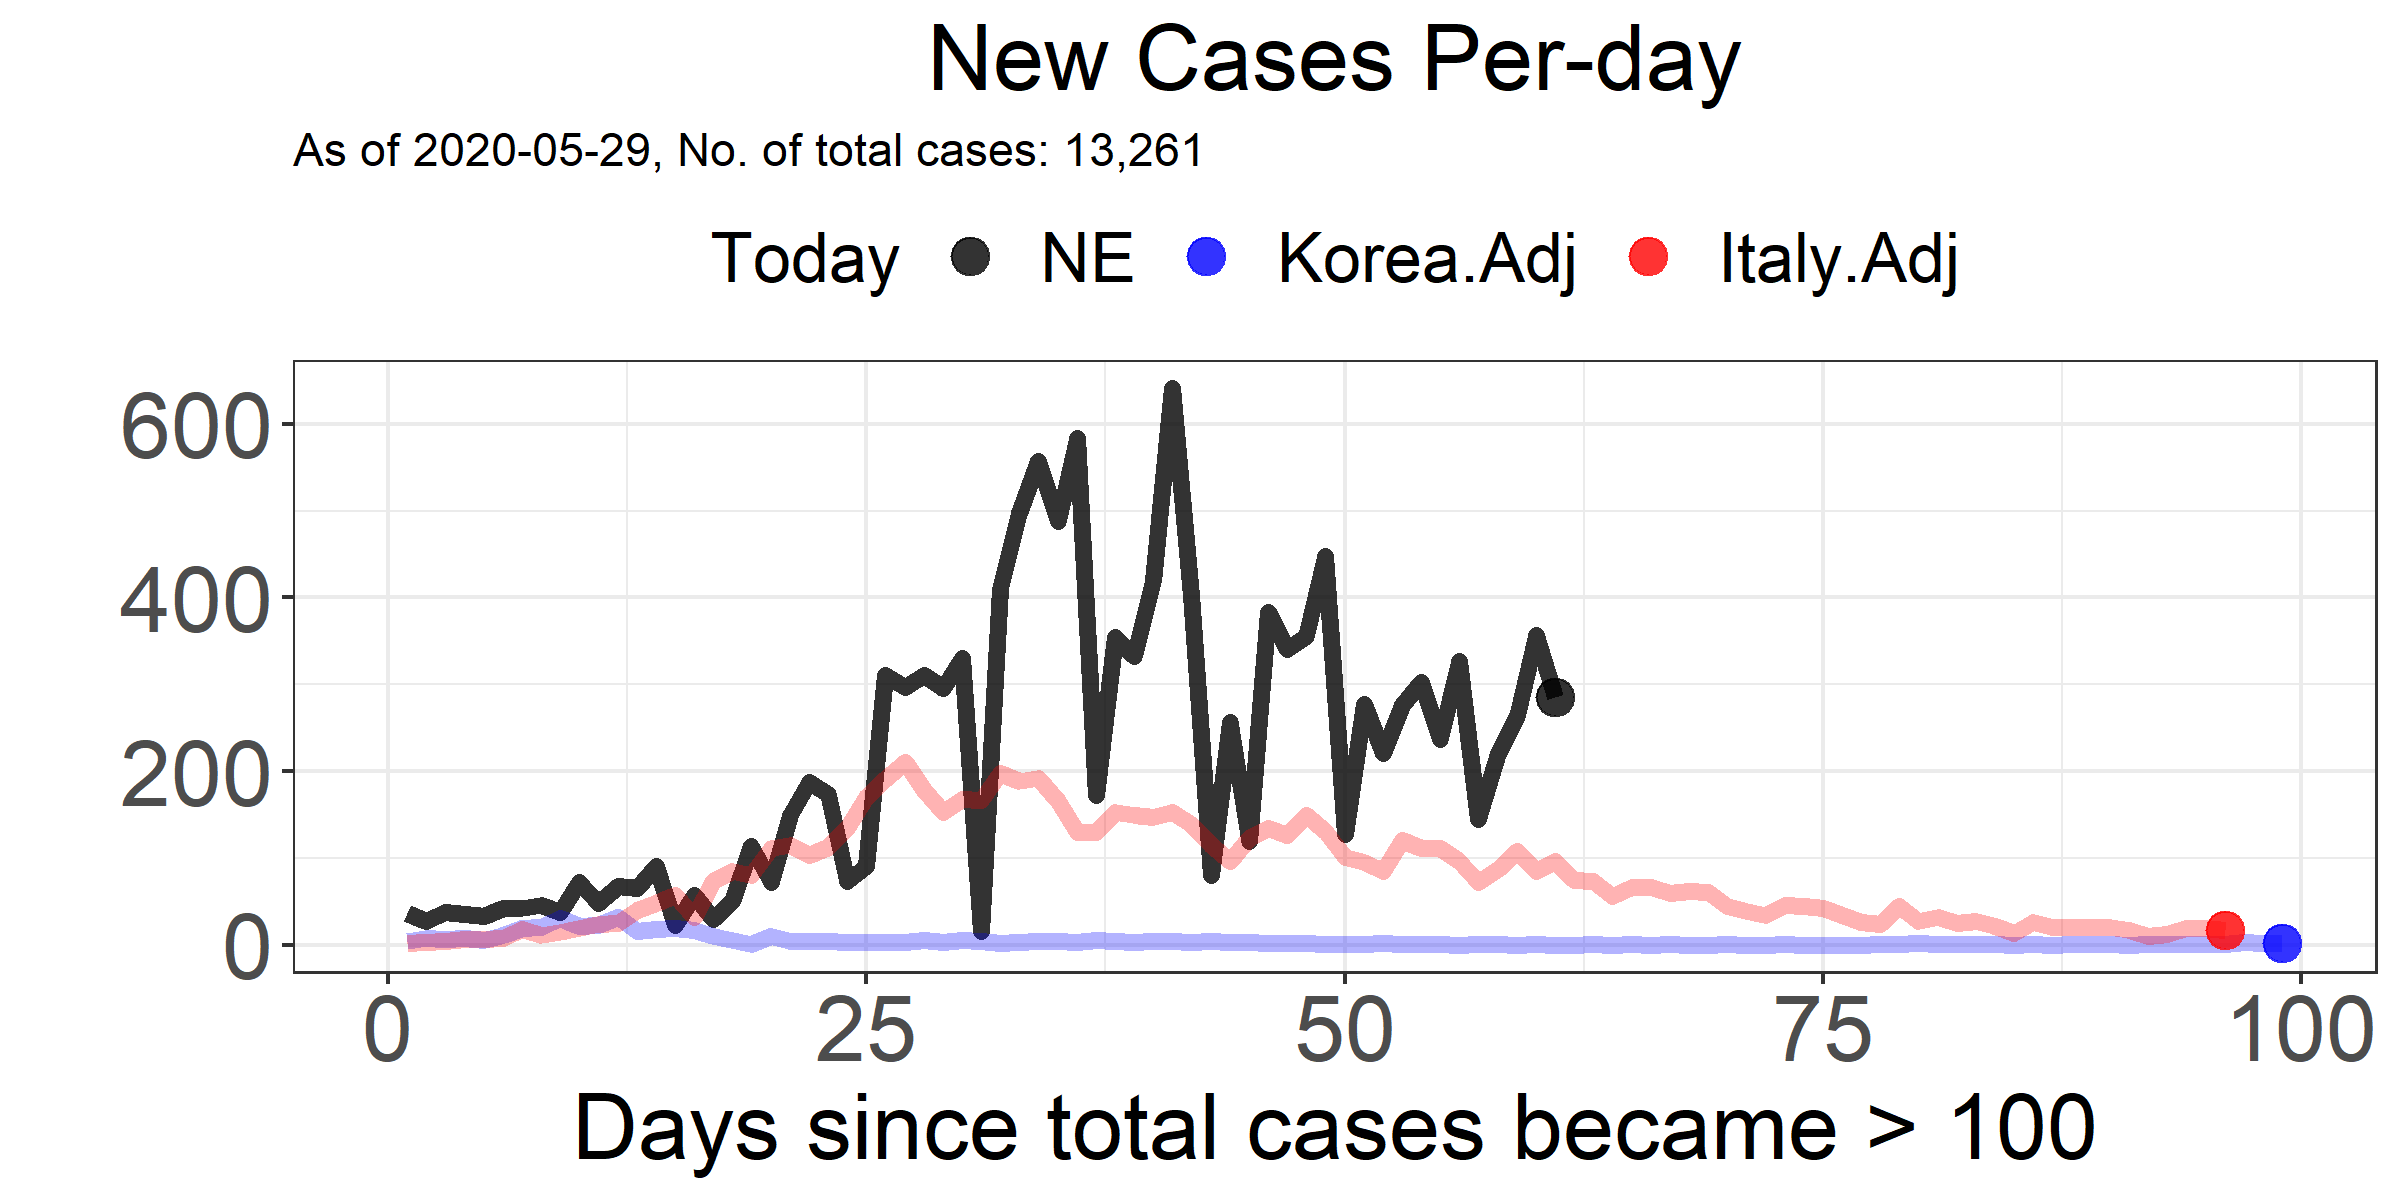 New Cases Per-day
As of 2020-05-29, No. of total cases: 13,261
Today NE Korea.Adj Italy.Adj
600
400
200
0
0 25 50 75 100
Days since total cases became > 100